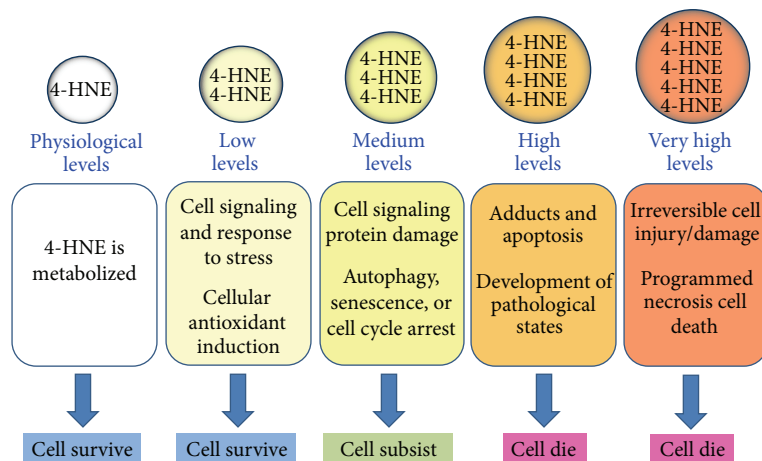 4-HNE
Physiological
levels
4-HNE is
metabolized
Cell survive
4-HNE
4-HNE
Low
levels
Cell signaling
and response
to stress
Cellular
antioxidant
induction
Cell survive
4-HNE
4-HNE
4-HNE
Medium
levels
Cell signaling
protein damage
Autophagy,
senescence, or
cell cycle arrest
Cell subsist
4-HNE
4-HNE
4-HNE
4-HNE
High
levels
Adducts and
apoptosis
Development of
pathological
states
Cell die
4-HNE
4-HNE
4-HNE
4-HNE
4-HNE
Very high
levels
Irreversible cell
injury/damage
Programmed
necrosis cell
death
Cell die